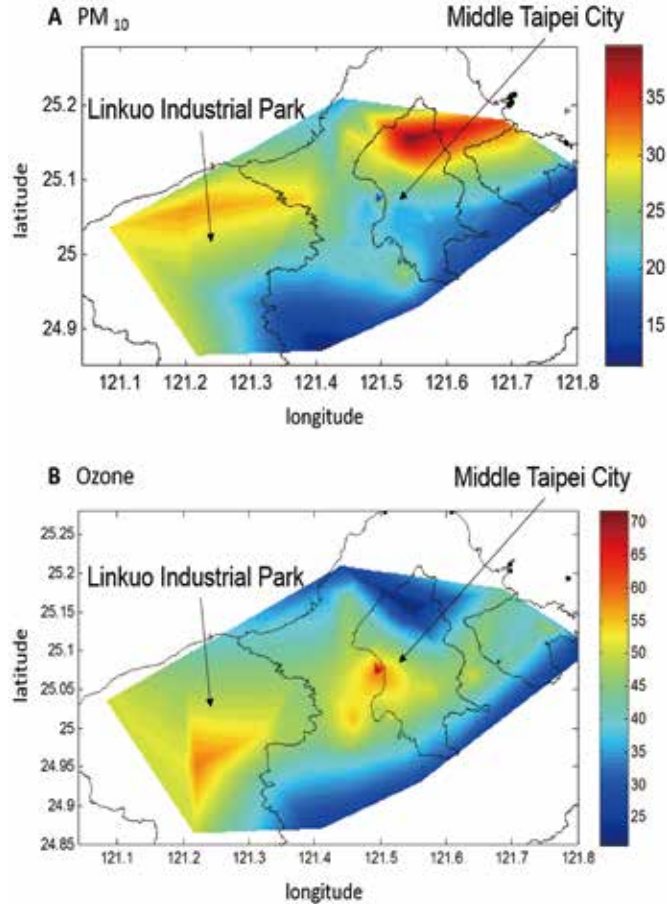 A PM 10
Middle Taipei City
Linkuo Industrial Park
25.2
25.1
25
24.9
latitude
121.1 121.2 121.3 121.4 121.5 121.6 121.7 121.8
longitude
35
30
25
20
15
B Ozone
Middle Taipei City
Linkuo Industrial Park
25.25
25.2
25.15
25.1
25.05
25
24.95
24.9
24.85
latitude
121.1 121.2 121.3 121.4 121.5 121.6 121.7 121.8
longitude
70
65
60
55
50
45
40
35
30
25